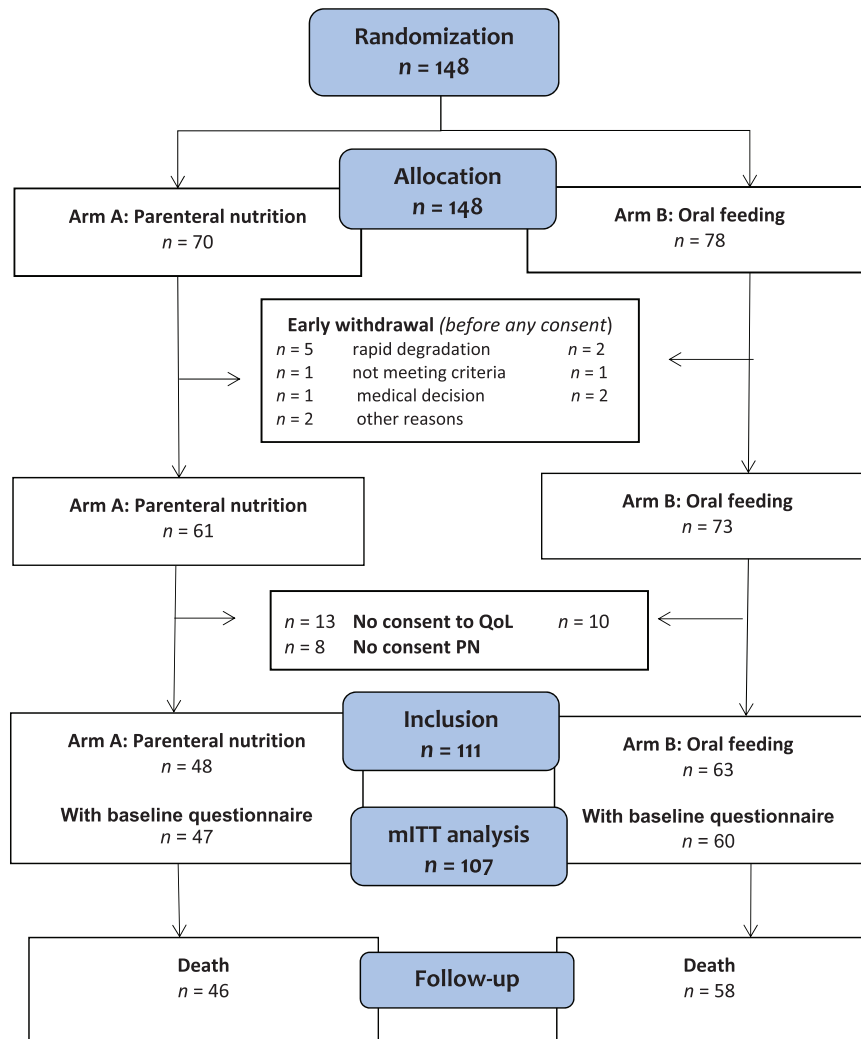 Randomization
n = 148
Allocation
n = 148
Arm A: Parenteral nutrition
n = 70
Arm B: Oral feeding
n = 78
Early withdrawal (before any consent)
n = 5 rapid degradation n = 2
n = 1 not meeting criteria n = 1
n = 1 medical decision n = 2
n = 2 other reasons
Arm A: Parenteral nutrition
n = 61
Arm B: Oral feeding
n = 73
n = 13 No consent to QoL n = 10
n = 8 No consent PN
Inclusion
n = 111
Arm A: Parenteral nutrition
n = 48
With baseline questionnaire
n = 47
Arm B: Oral feeding
n = 63
With baseline questionnaire
n = 60
mITT analysis
n = 107
Death
n = 46
Follow-up
Death
n = 58